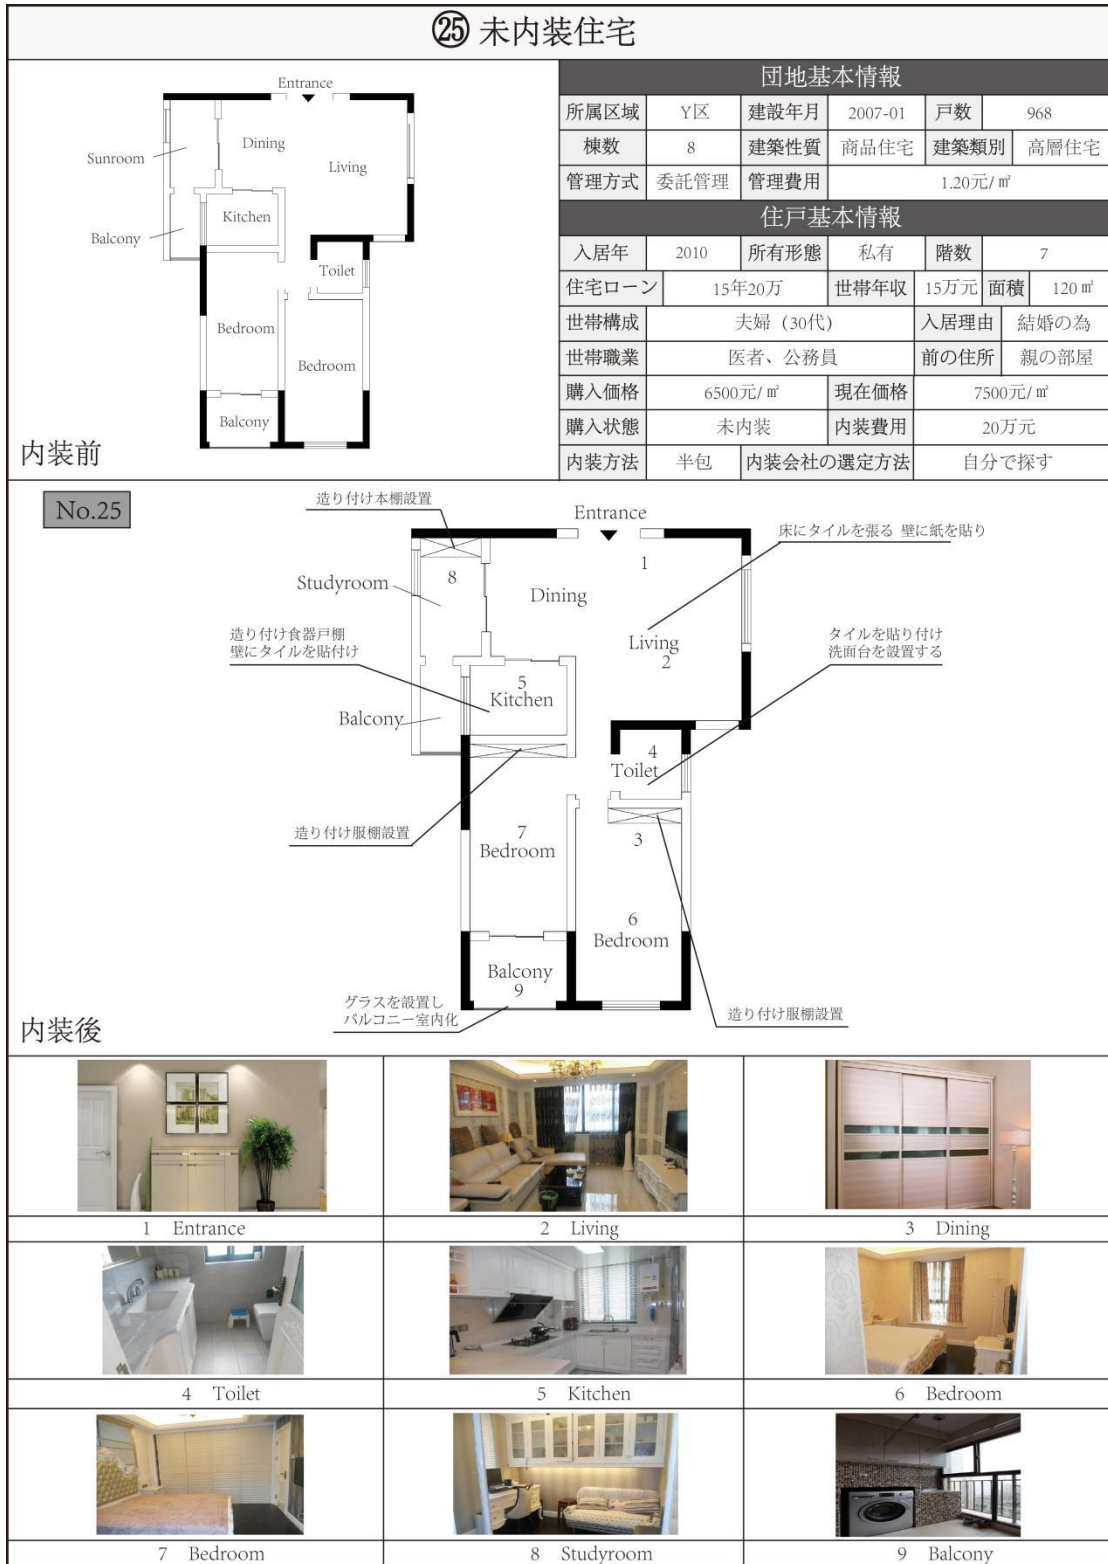 ㉕ 未内装住宅
Entrance
Dining
Sunroom
Living
Kitchen
Balcony
Toilet
Bedroom
Bedroom
Balcony
内装前
団地基本情報
所属区域 Y区 建設年月 2007-01 戸数 968
棟数 8 建築性質 商品住宅 建築類別 高層住宅
管理方式 委託管理 管理費用 1.20元/㎡
住戸基本情報
入居年 2010 所有形態 私有 階数 7
住宅ローン 15年20万 世帯年収 15万元 面積 120㎡
世帯構成 夫婦（30代） 入居理由 結婚の為
世帯職業 医者、公務員 前の住所 親の部屋
購入価格 6500元/㎡ 現在価格 7500元/㎡
購入状態 未内装 内装費用 20万元
内装方法 半包 内装会社の選定方法 自分で探す
No.25
造り付け本棚設置
Entrance
床にタイルを張る 壁に紙を貼り
1
8
Studyroom
Dining
造り付け食器戸棚
壁にタイルを貼付け
Living
2
タイルを貼り付け
洗面台を設置する
5
Kitchen
Balcony
4
Toilet
造り付け服棚設置
7
Bedroom
3
6
Bedroom
Balcony
9
グラスを設置し
バルコニー室内化
造り付け服棚設置
内装後
1 Entrance
2 Living
3 Dining
4 Toilet
5 Kitchen
6 Bedroom
7 Bedroom
8 Studyroom
9 Balcony